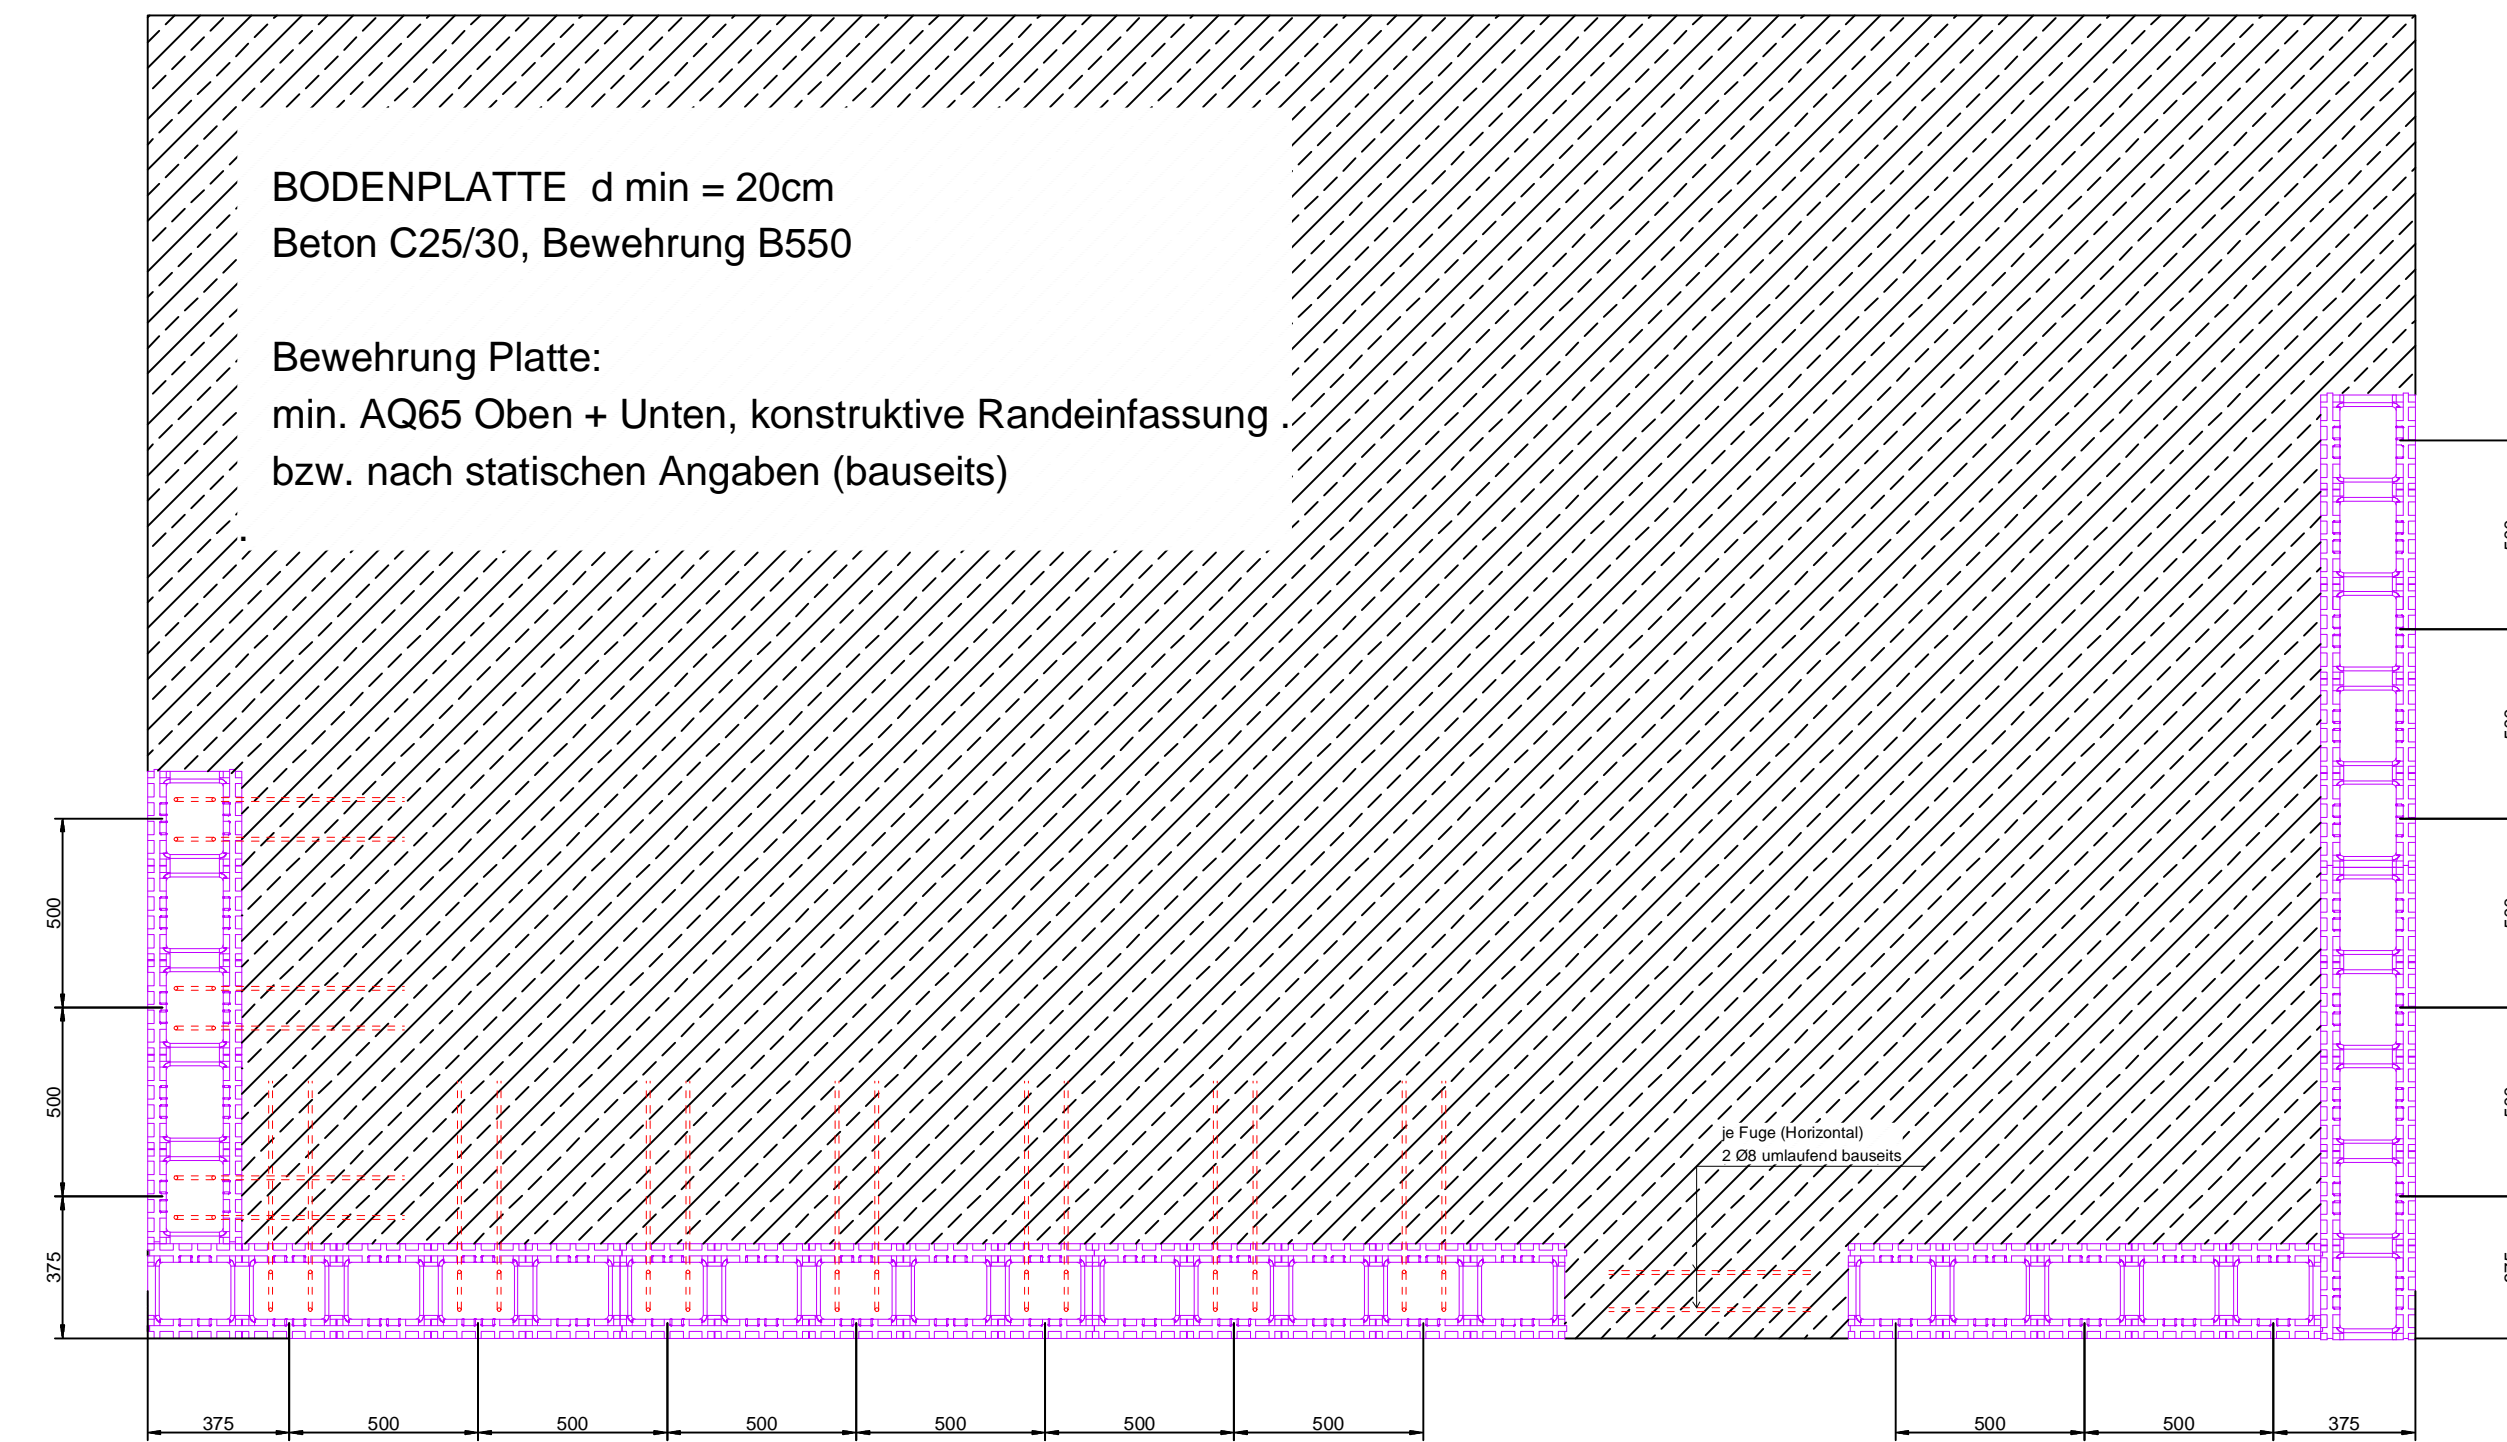 BODENPLATTE d min = 20cm
Beton C25/30, Bewehrung B550
Bewehrung Platte:
min. AQ65 Oben + Unten, konstruktive Randeinfassung .
bzw. nach statischen Angaben (bauseits)
.
500
500
375
je Fuge (Horizontal)
2 Ø8 umlaufend bauseits
375 500 500 500 500 500 500 500 500 375